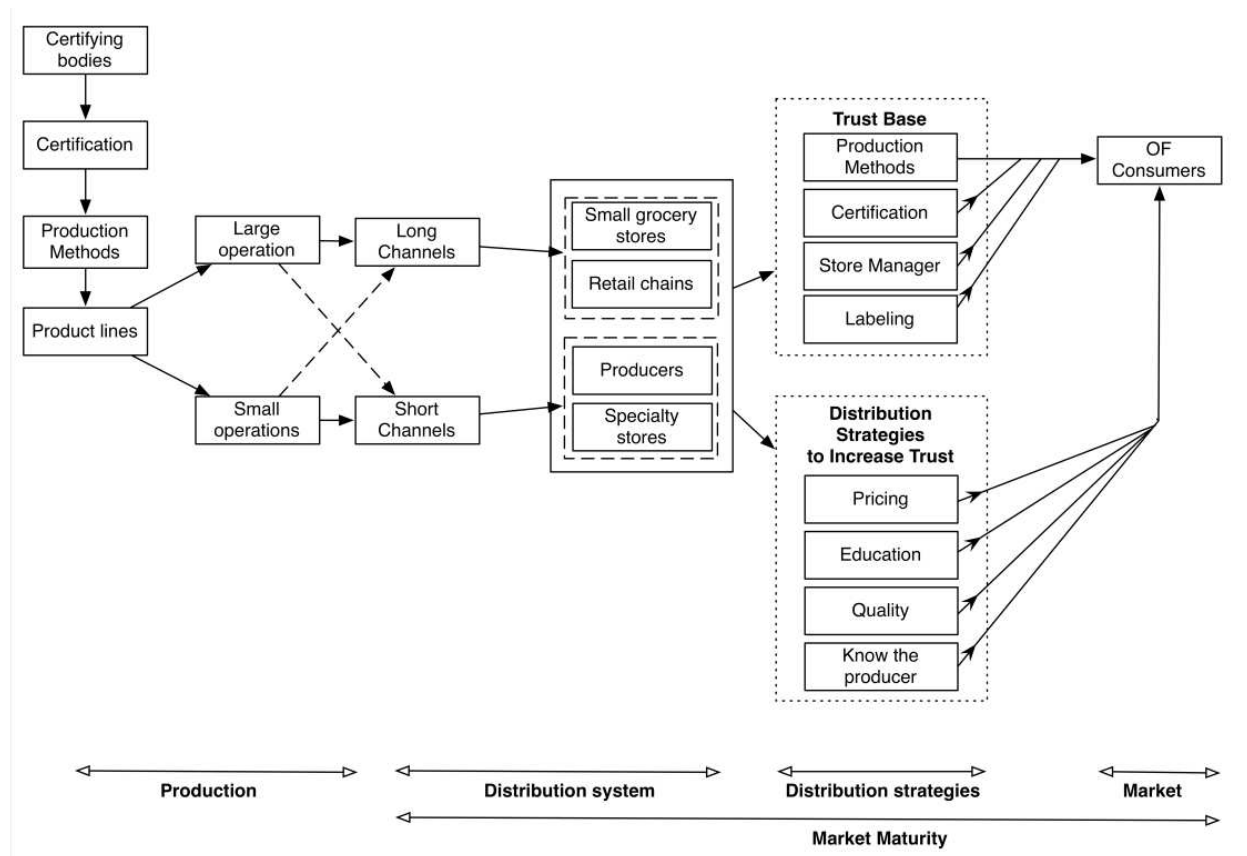 Certifying
bodies
Certification
Production
Methods
Product lines
Large
operation
Small
operations
Long
Channels
Short
Channels
Small grocery
stores
Retail chains
Producers
Specialty
stores
Trust Base
Production
Methods
Certification
Store Manager
Labeling
Distribution
Strategies
to Increase Trust
Pricing
Education
Quality
Know the
producer
OF
Consumers
Production
Distribution system
Distribution strategies
Market
Market Maturity